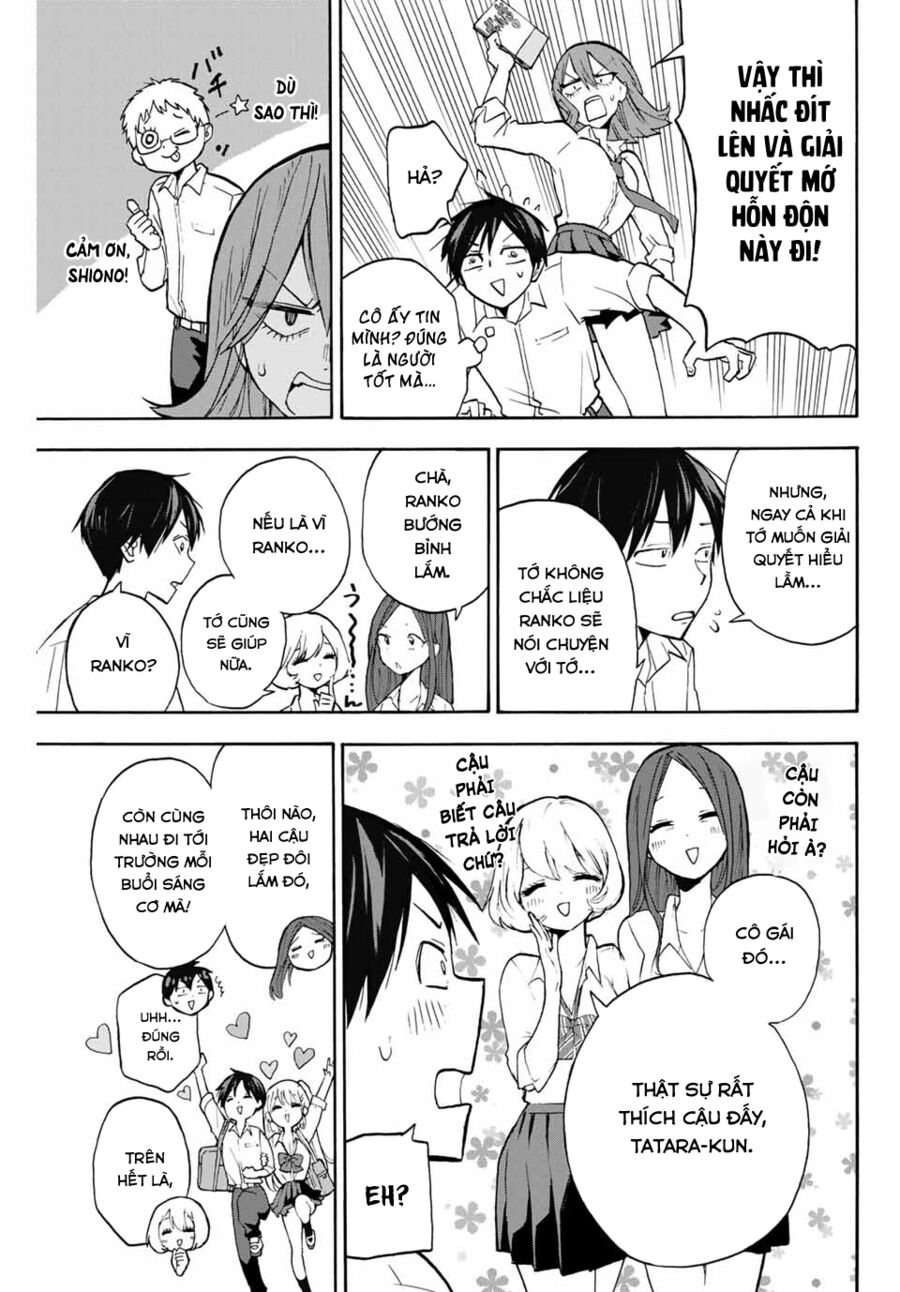 VẬY THÌ
NHẤC ĐÍT
LÊN VÀ GIẢI
QUYẾT MỚ
HỖN ĐỘN
NÀY ĐI!
HẢ?
CÔ ẤY TIN
MÌNH? ĐÚNG
LÀ NGƯỜI
TỐT MÀ...
バチ
DÙ
SAO THÌ!
CẢM ƠN,
SHIONO!
NHƯNG,
NGAY CẢ KHI
TỚ MUỐN GIẢI
QUYẾT HIỂU
LẦM...
TỚ KHÔNG
CHẮC LIỆU
RANKO SẼ
NÓI CHUYỆN
VỚI TỚ...
CHÀ,
RANKO
BƯỚNG
BỈNH
LẮM.
う～～……ん
NẾU LÀ VÌ
RANKO...
TỚ CŨNG
SẼ GIÚP
NỮA.
VÌ
RANKO?
CẬU
CÒN
PHẢI
HỎI À?
CẬU
PHẢI
BIẾT CÂU
TRẢ LỜI
CHỨ?
CÔ GÁI
ĐÓ...
THẬT SỰ RẤT
THÍCH CẬU ĐẤY,
TATARA-KUN.
EH?
THÔI NÀO,
HAI CẬU
ĐẸP ĐÔI
LẮM ĐÓ,
CÒN CÙNG
NHAU ĐI TỚI
TRƯỜNG MỖI
BUỔI SÁNG
CƠ MÀ!
UHH...
ĐÚNG
RỒI.
TRÊN
HẾT LÀ,